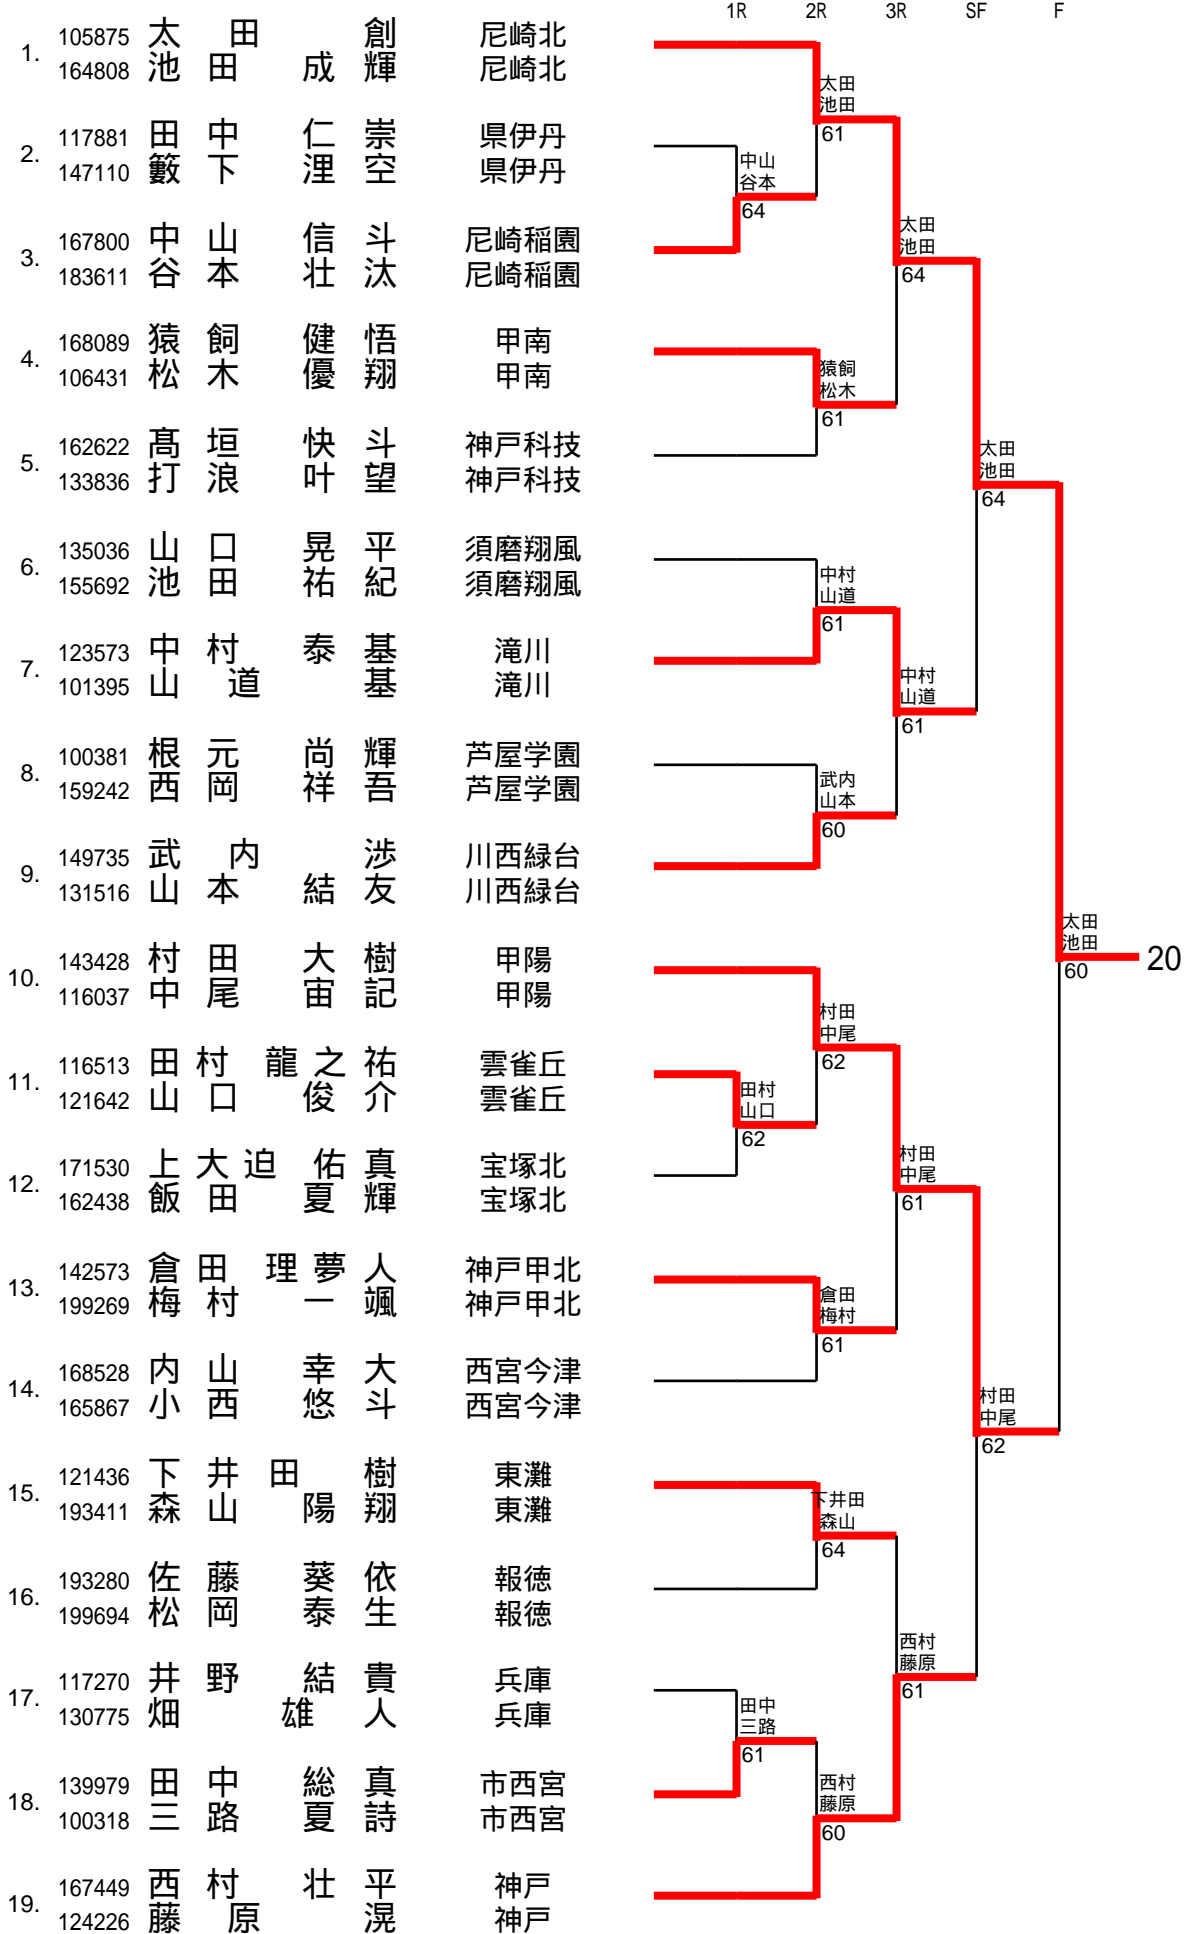 1R 2R 3R SF F
1. 105875 太田 創 尼崎北
164808 池田 成輝 尼崎北
2. 117881 田中 仁崇 県伊丹
147110 籔下 浬空 県伊丹
3. 167800 中山 信斗 尼崎稲園
183611 谷本 壮汰 尼崎稲園
4. 168089 猿飼 健悟 甲南
106431 松木 優翔 甲南
5. 162622 髙垣 快斗 神戸科技
133836 打浪 叶望 神戸科技
6. 135036 山口 晃平 須磨翔風
155692 池田 祐紀 須磨翔風
7. 123573 中村 泰基 滝川
101395 山道 基 滝川
8. 100381 根元 尚輝 芦屋学園
159242 西岡 祥吾 芦屋学園
9. 149735 武内 渉 川西緑台
131516 山本 結友 川西緑台
10. 143428 村田 大樹 甲陽
116037 中尾 宙記 甲陽
11. 116513 田村 龍之祐 雲雀丘
121642 山口 俊介 雲雀丘
12. 171530 上大迫 佑真 宝塚北
162438 飯田 夏輝 宝塚北
13. 142573 倉田 理夢人 神戸甲北
199269 梅村 一颯 神戸甲北
14. 168528 内山 幸大 西宮今津
165867 小西 悠斗 西宮今津
15. 121436 下井田 樹 東灘
193411 森山 陽翔 東灘
16. 193280 佐藤 葵依 報徳
199694 松岡 泰生 報徳
17. 117270 井野 結貴 兵庫
130775 畑 雄人 兵庫
18. 139979 田中 総真 市西宮
100318 三路 夏詩 市西宮
19. 167449 西村 壮平 神戸
124226 藤原 滉 神戸
中山
谷本
64
田村
山口
62
田中
三路
61
太田
池田
61
猿飼
松木
61
中村
山道
61
武内
山本
60
村田
中尾
62
倉田
梅村
61
下井田
森山
64
西村
藤原
60
太田
池田
64
中村
山道
61
村田
中尾
61
西村
藤原
61
太田
池田
64
村田
中尾
62
太田
池田
60
20